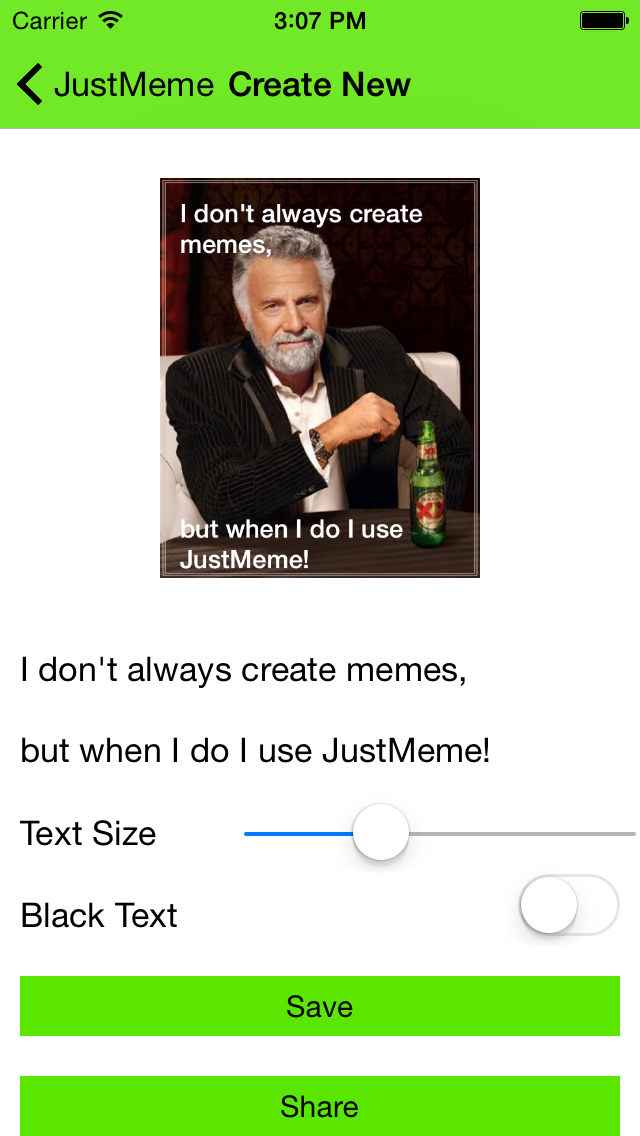 Carrier 3:07 PM
JustMeme Create New
I don't always create
memes,
XX
but when I do I use
JustMeme!
I don't always create memes,
but when I do I use JustMeme!
Text Size
Black Text
Save
Share